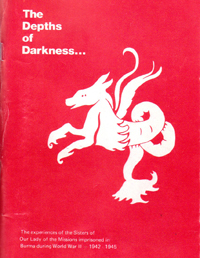 The
Depths
of
Darkness...
The experiences of the Sisters of
Our Lady of the Missions imprisoned in
Burma during World War II - 1942 - 1945